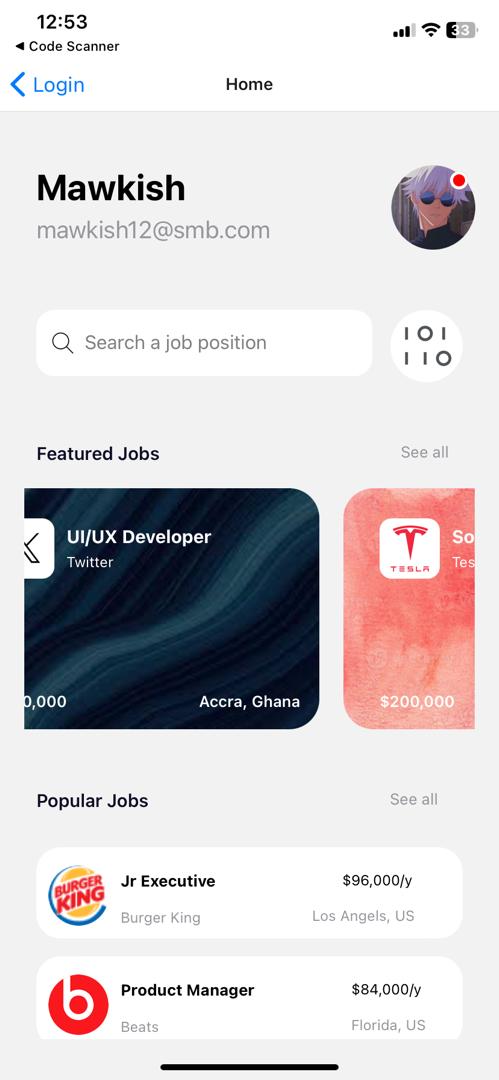 12:53
33
◀ Code Scanner
Login
Home
Mawkish
mawkish12@smb.com
Search a job position
Featured Jobs
See all
UI/UX Developer
Twitter
0,000
Accra, Ghana
TESLA
So
Tes
$200,000
Popular Jobs
See all
BURGER
KING
Jr Executive
$96,000/y
Burger King
Los Angels, US
b
Product Manager
$84,000/y
Beats
Florida, US